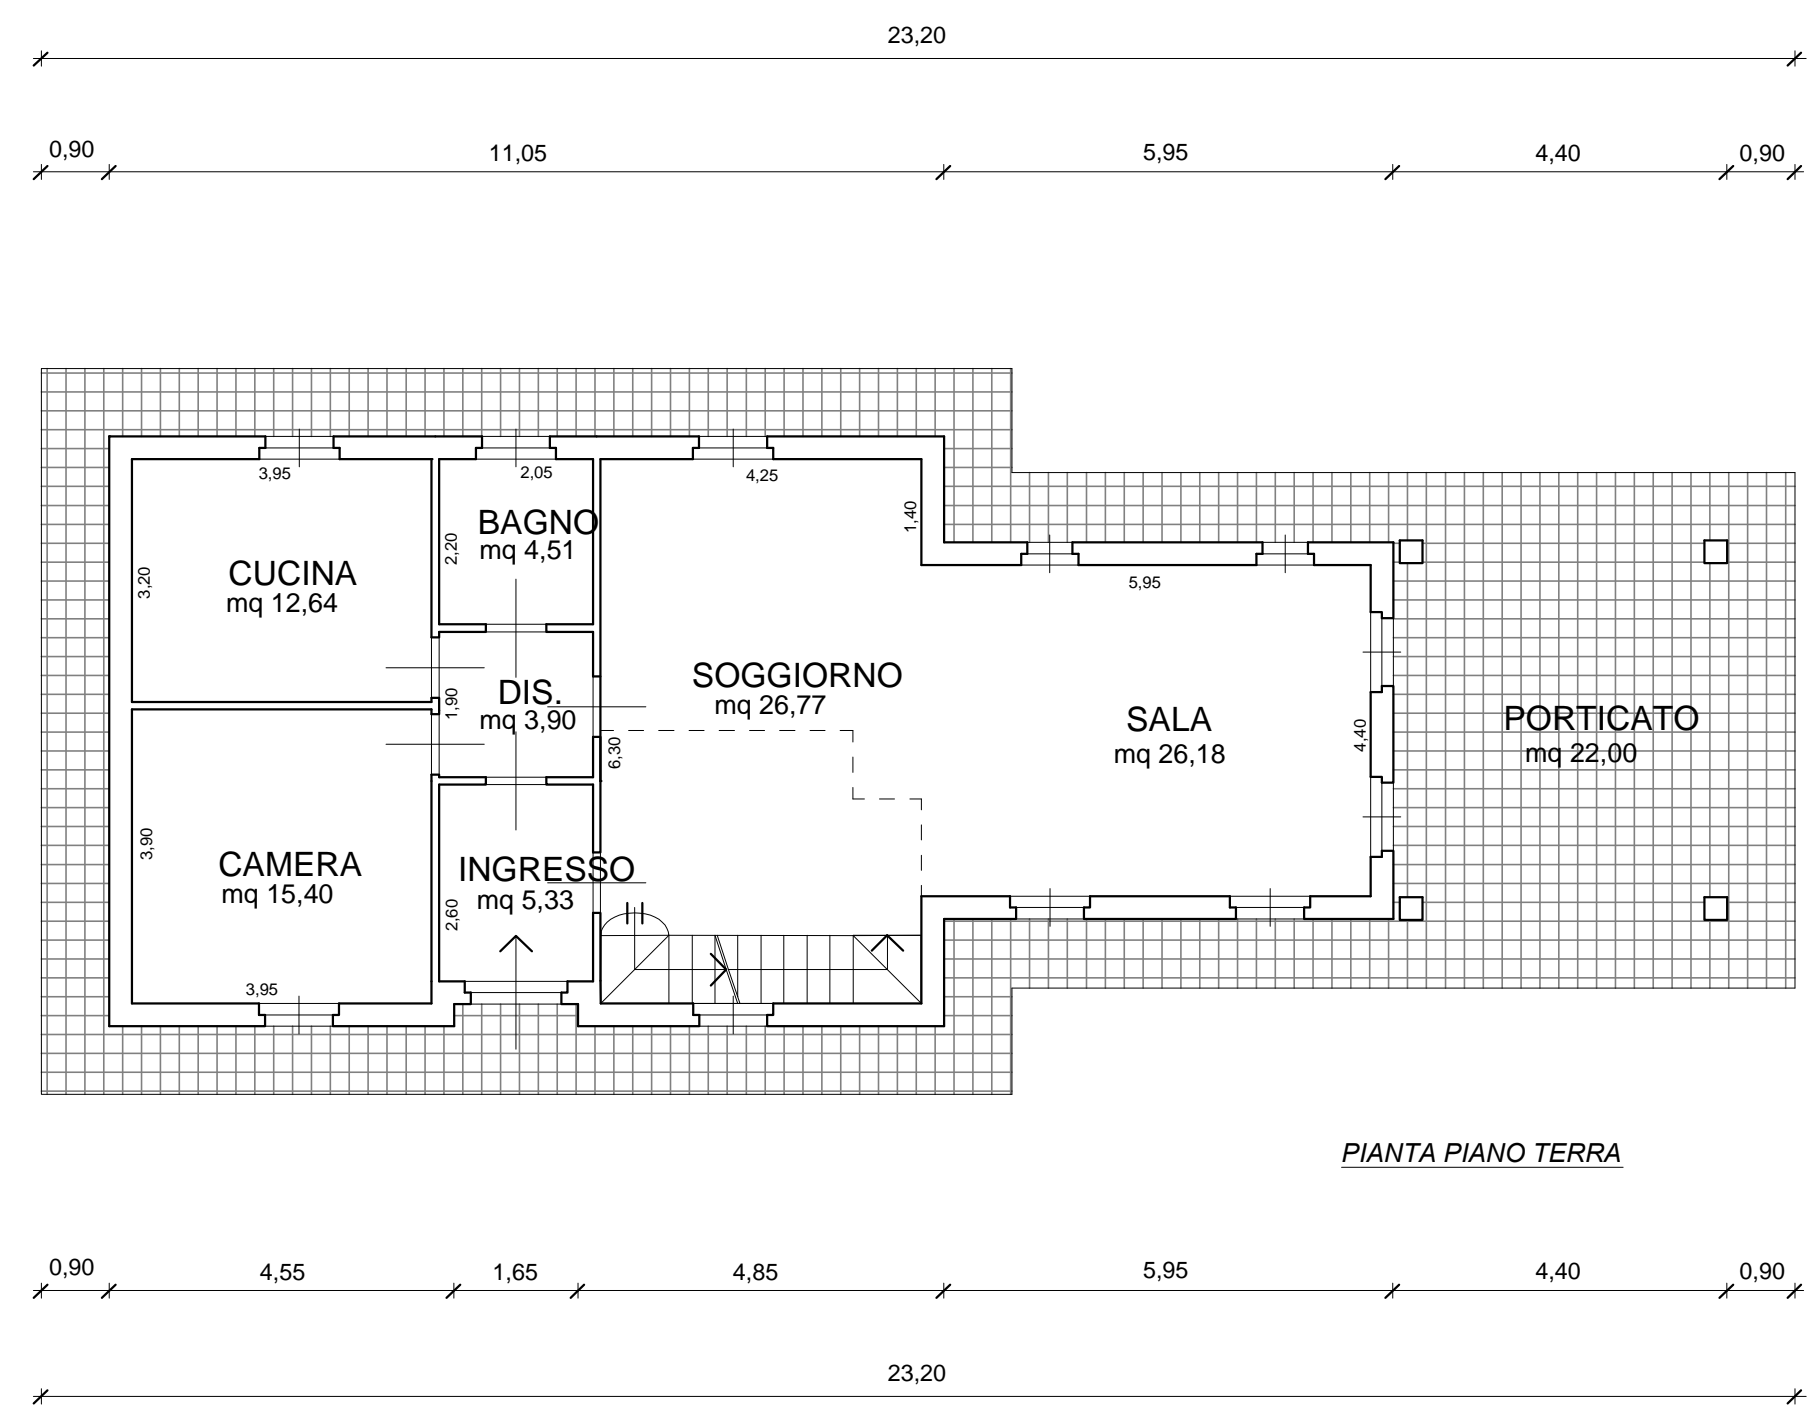 23,20
0,90 11,05 5,95 4,40 0,90
3,95 2,05 4,25
1,40
BAGNO
mq 4,51
2,20
CUCINA
mq 12,64
3,20
5,95
SOGGIORNO
mq 26,77
DIS.
mq 3,90
1,90
6,30
SALA
mq 26,18
4,40
PORTICATO
mq 22,00
CAMERA
mq 15,40
3,90
INGRESSO
mq 5,33
2,60
3,95
PIANTA PIANO TERRA
0,90 4,55 1,65 4,85 5,95 4,40 0,90
23,20